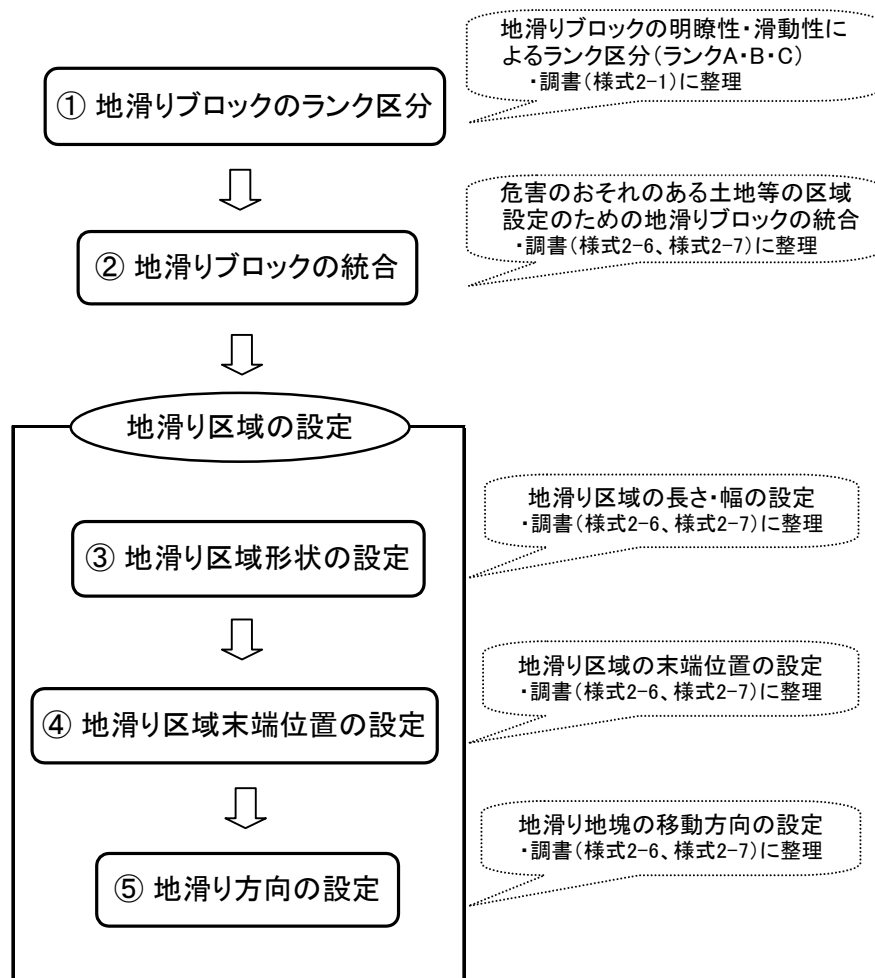 地滑りブロックの明瞭性・滑動性に
よるランク区分（ランクA・B・C）
・調書（様式2-1）に整理
① 地滑りブロックのランク区分
危害のおそれのある土地等の区域
設定のための地滑りブロックの統合
・調書（様式2-6、様式2-7）に整理
② 地滑りブロックの統合
地滑り区域の設定
地滑り区域の長さ・幅の設定
・調書（様式2-6、様式2-7）に整理
③ 地滑り区域形状の設定
地滑り区域の末端位置の設定
・調書（様式2-6、様式2-7）に整理
④ 地滑り区域末端位置の設定
地滑り地塊の移動方向の設定
・調書（様式2-6、様式2-7）に整理
⑤ 地滑り方向の設定